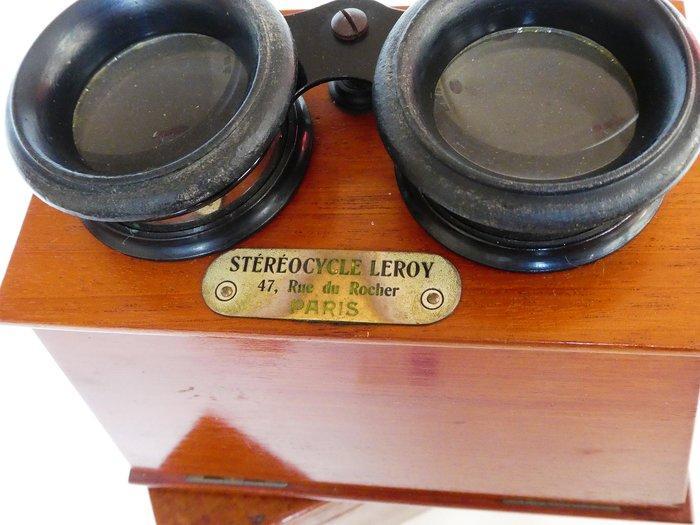 STÉRÉOCYCLE LEROY
47, Rue du Rocher
PARIS